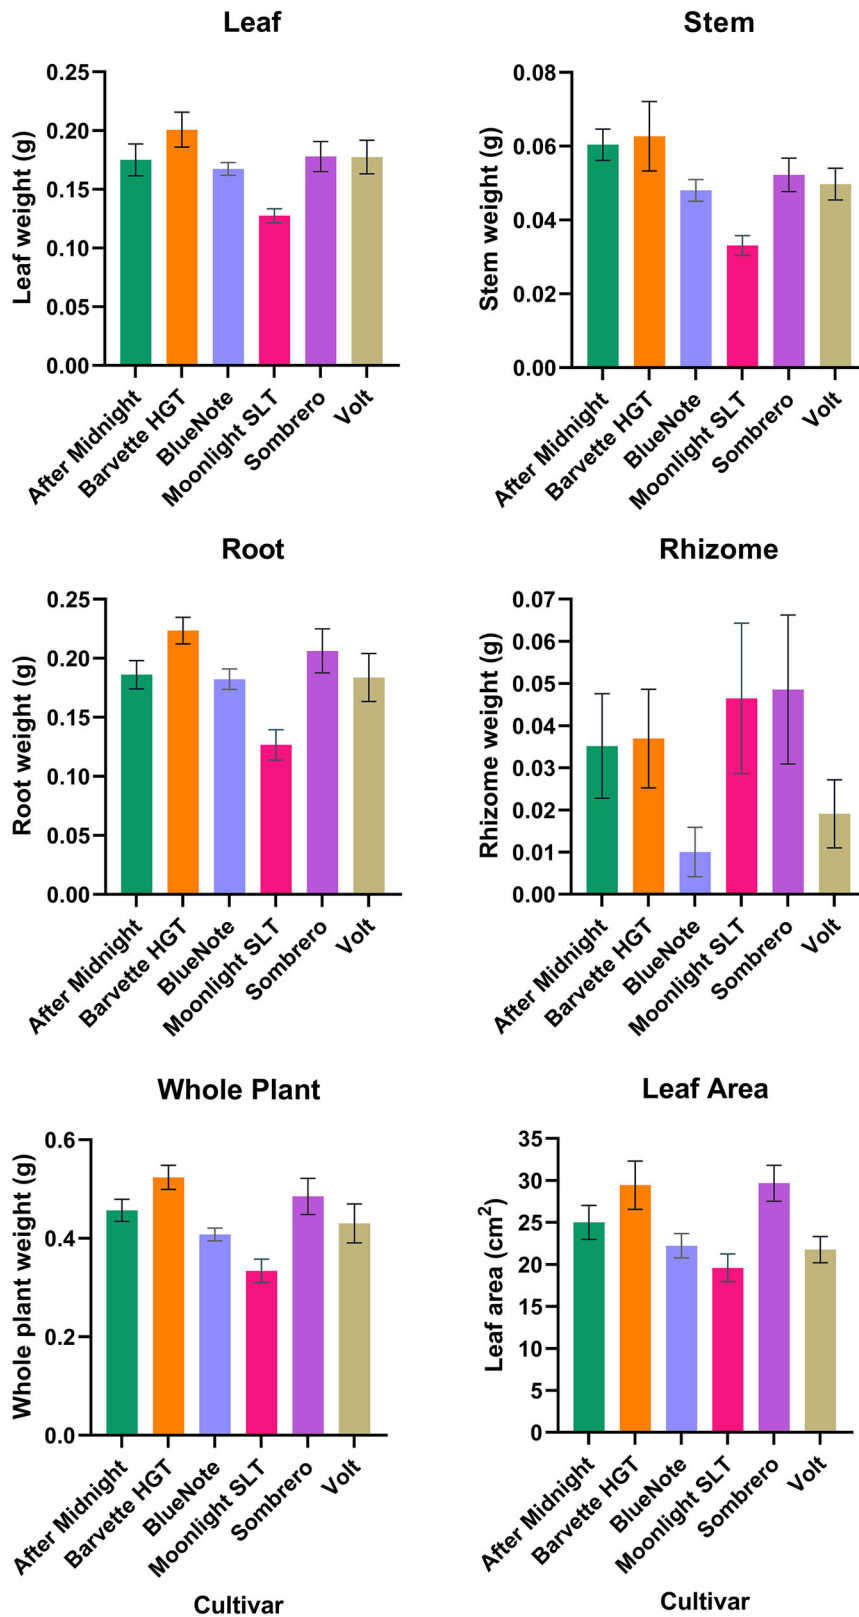 Leaf
Leaf weight (g)
0.25
0.20
0.15
0.10
0.05
0.00
After Midnight
Barvette HGT
BlueNote
Moonlight SLT
Sombrero
Volt
Stem
Stem weight (g)
0.08
0.06
0.04
0.02
0.00
After Midnight
Barvette HGT
BlueNote
Moonlight SLT
Sombrero
Volt
Root
Root weight (g)
0.25
0.20
0.15
0.10
0.05
0.00
After Midnight
Barvette HGT
BlueNote
Moonlight SLT
Sombrero
Volt
Rhizome
Rhizome weight (g)
0.07
0.06
0.05
0.04
0.03
0.02
0.01
0.00
After Midnight
Barvette HGT
BlueNote
Moonlight SLT
Sombrero
Volt
Whole Plant
Whole plant weight (g)
0.6
0.4
0.2
0.0
After Midnight
Barvette HGT
BlueNote
Moonlight SLT
Sombrero
Volt
Cultivar
Leaf Area
Leaf area (cm²)
35
30
25
20
15
10
5
0
After Midnight
Barvette HGT
BlueNote
Moonlight SLT
Sombrero
Volt
Cultivar